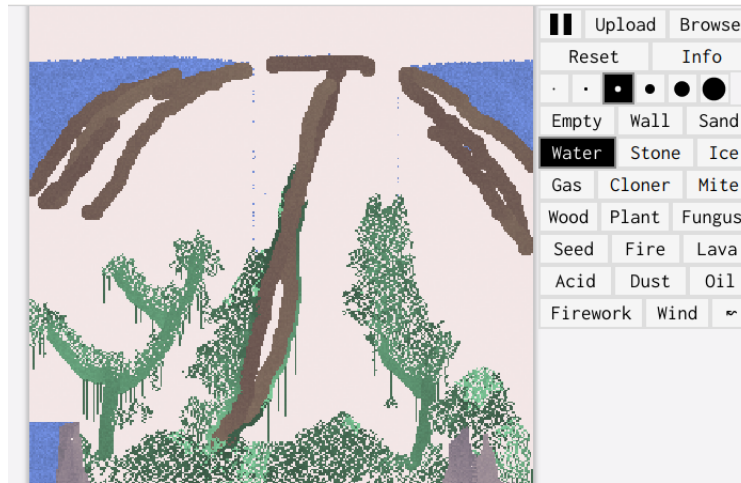 Upload Browse
Reset Info
Empty Wall Sand
Water Stone Ice
Gas Cloner Mite
Wood Plant Fungus
Seed Fire Lava
Acid Dust Oil
Firework Wind